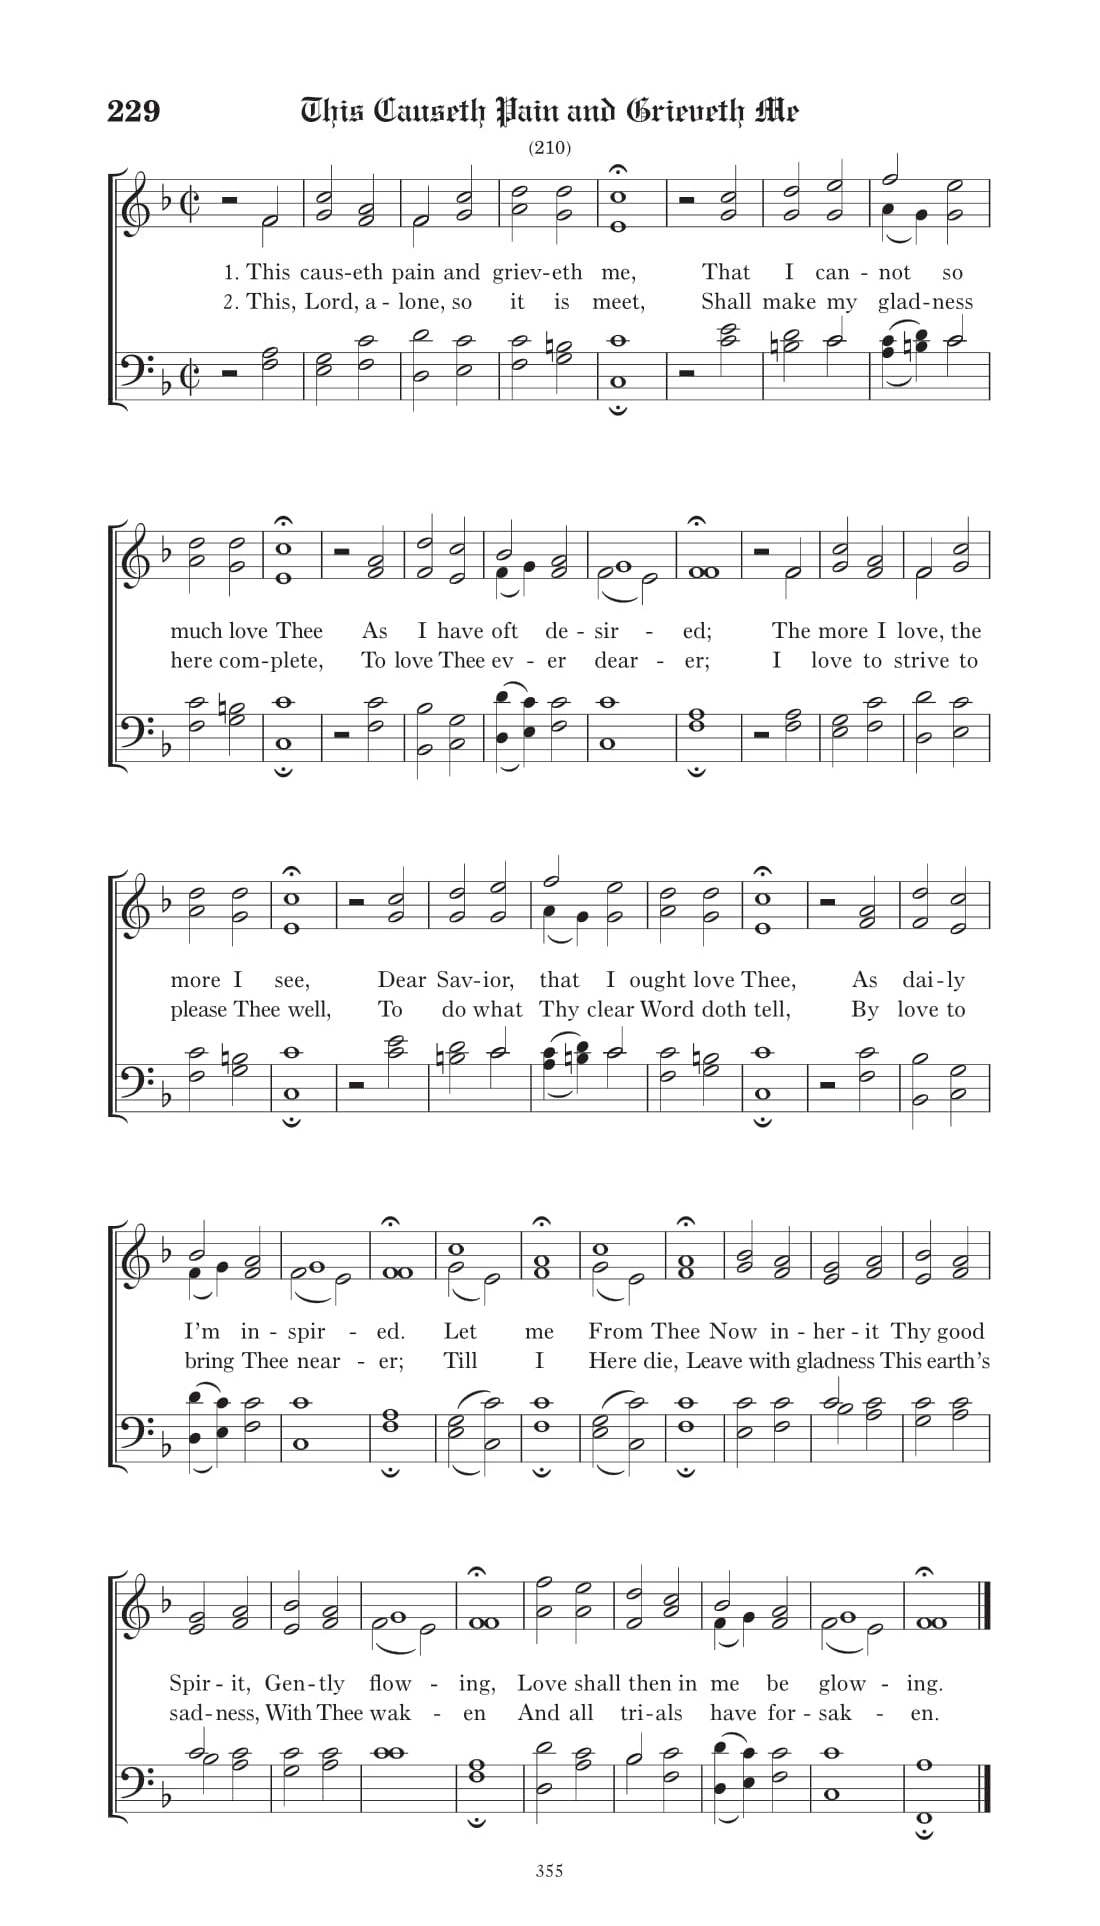 229 This Causeth Pain and Grieveth Me
(210)
1. This caus-eth pain and griev-eth me, That I can - not so
2. This, Lord, a - lone, so it is meet, Shall make my glad-ness
much love Thee As I have oft de - sir - ed; The more I love, the
here com-plete, To love Thee ev - er dear - er; I love to strive to
more I see, Dear Sav-ior, that I ought love Thee, As dai-ly
please Thee well, To do what Thy clear Word doth tell, By love to
I'm in - spir - ed. Let me From Thee Now in - her - it Thy good
bring Thee near - er; Till I Here die, Leave with gladness This earth's
Spir - it, Gen-tly flow - ing, Love shall then in me be glow - ing.
sad-ness, With Thee wak - en And all tri-als have for - sak - en.
355